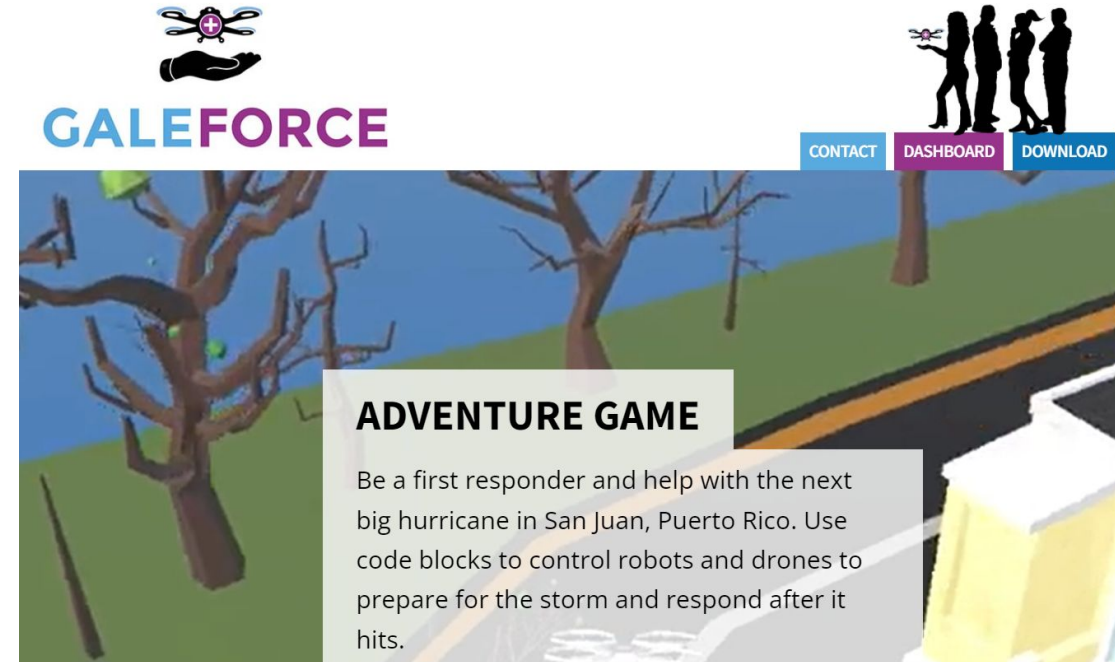 GALEFORCE
CONTACT DASHBOARD DOWNLOAD
ADVENTURE GAME
Be a first responder and help with the next
big hurricane in San Juan, Puerto Rico. Use
code blocks to control robots and drones to
prepare for the storm and respond after it
hits.